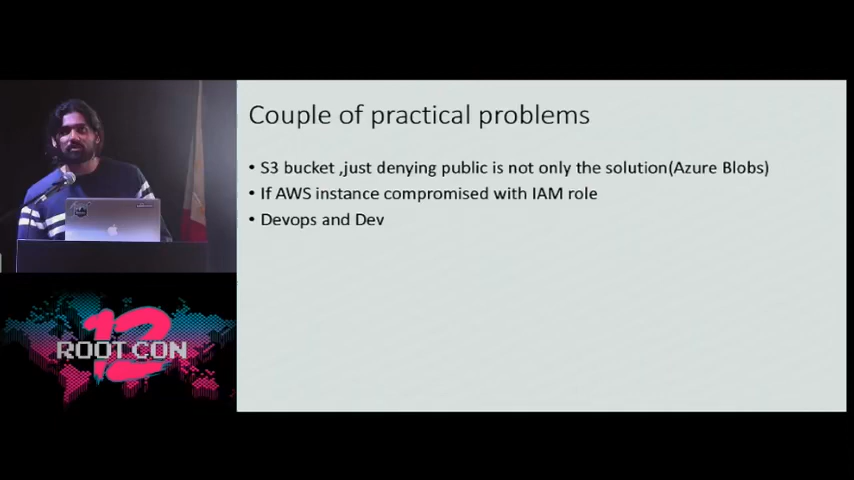 Couple of practical problems
• S3 bucket ,just denying public is not only the solution(Azure Blobs)
• If AWS instance compromised with IAM role
• Devops and Dev
13
ROOTCON